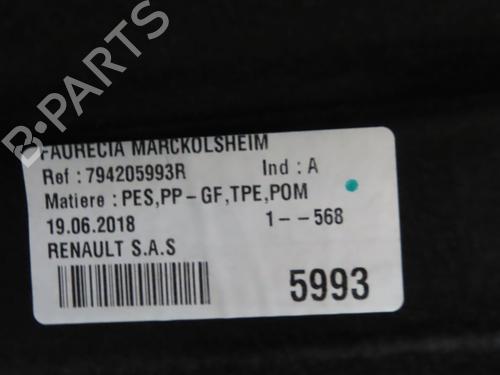 B-PARTS
FAURECIA MARCKOLSHEIM
Ref : 794205993R Ind : A
Matiere : PES,PP-GF,TPE,POM
19.06.2018 1--568
RENAULT S.A.S
5993